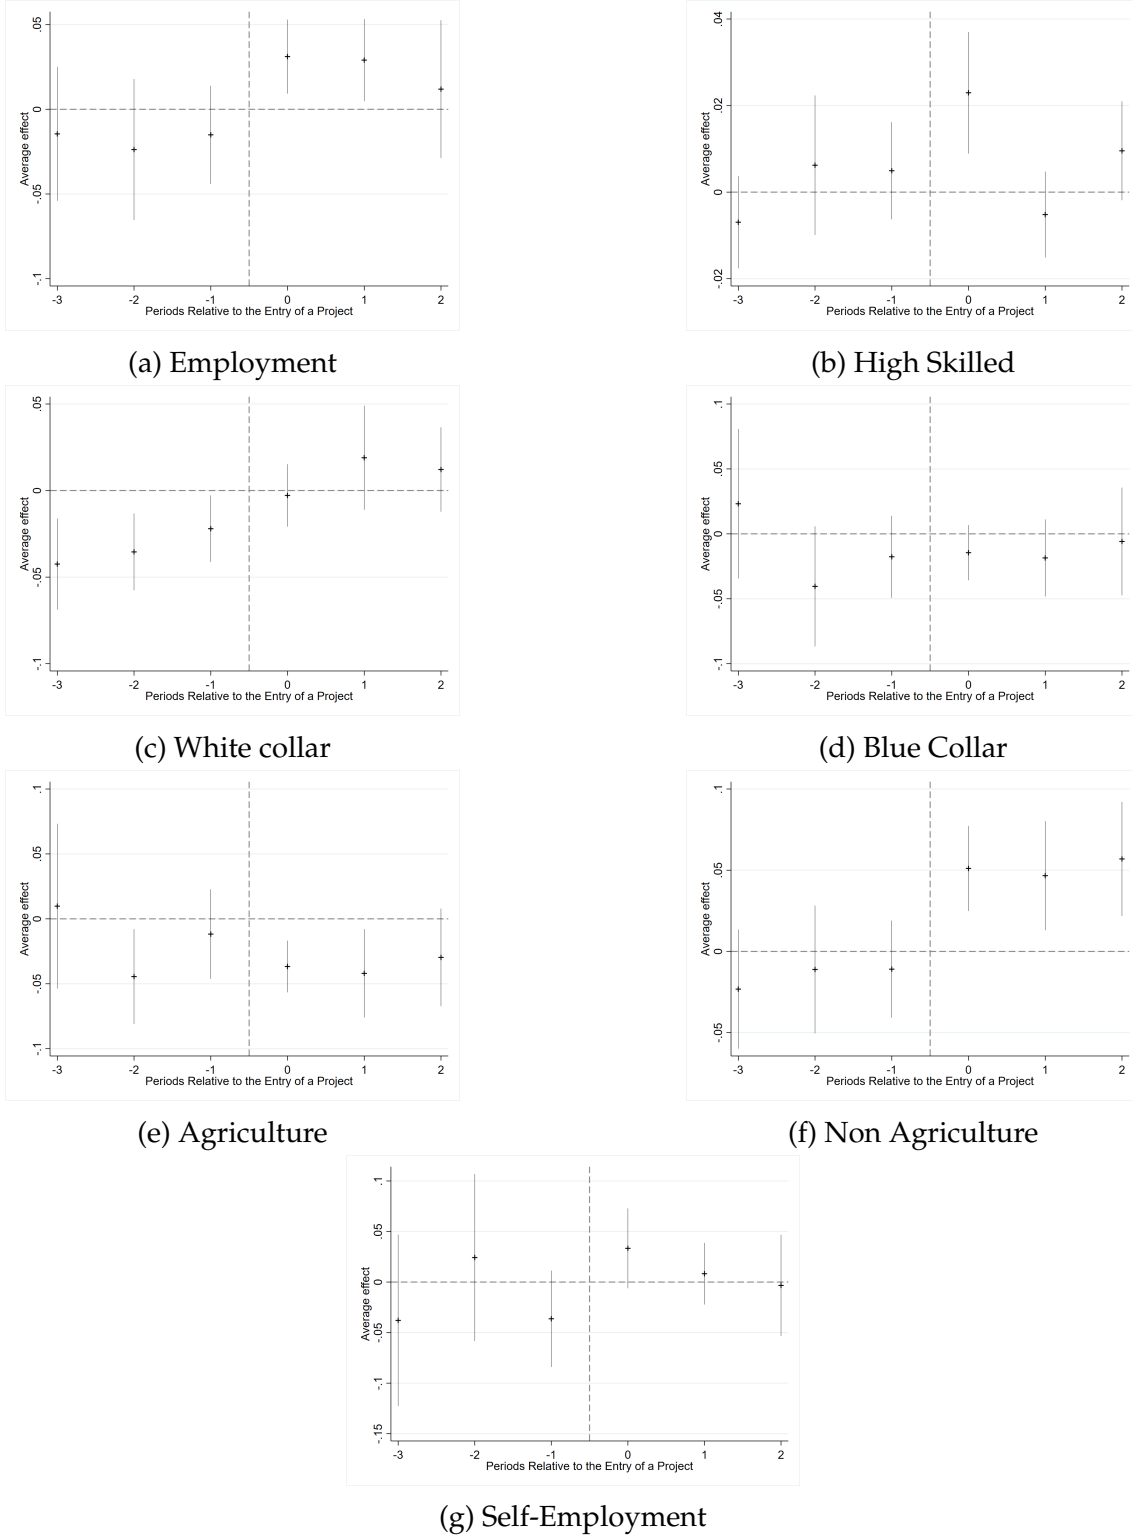 .05
0
-.05
-.1
Average effect
-3 -2 -1 0 1 2
Periods Relative to the Entry of a Project
(a) Employment
.04
.02
0
-.02
Average effect
-3 -2 -1 0 1 2
Periods Relative to the Entry of a Project
(b) High Skilled
.05
0
-.05
-.1
Average effect
-3 -2 -1 0 1 2
Periods Relative to the Entry of a Project
(c) White collar
.1
.05
0
-.05
-.1
Average effect
-3 -2 -1 0 1 2
Periods Relative to the Entry of a Project
(d) Blue Collar
.1
.05
0
-.05
-.1
Average effect
-3 -2 -1 0 1 2
Periods Relative to the Entry of a Project
(e) Agriculture
.1
.05
0
-.05
Average effect
-3 -2 -1 0 1 2
Periods Relative to the Entry of a Project
(f) Non Agriculture
.1
.05
0
-.05
-.1
-.15
Average effect
-3 -2 -1 0 1 2
Periods Relative to the Entry of a Project
(g) Self-Employment